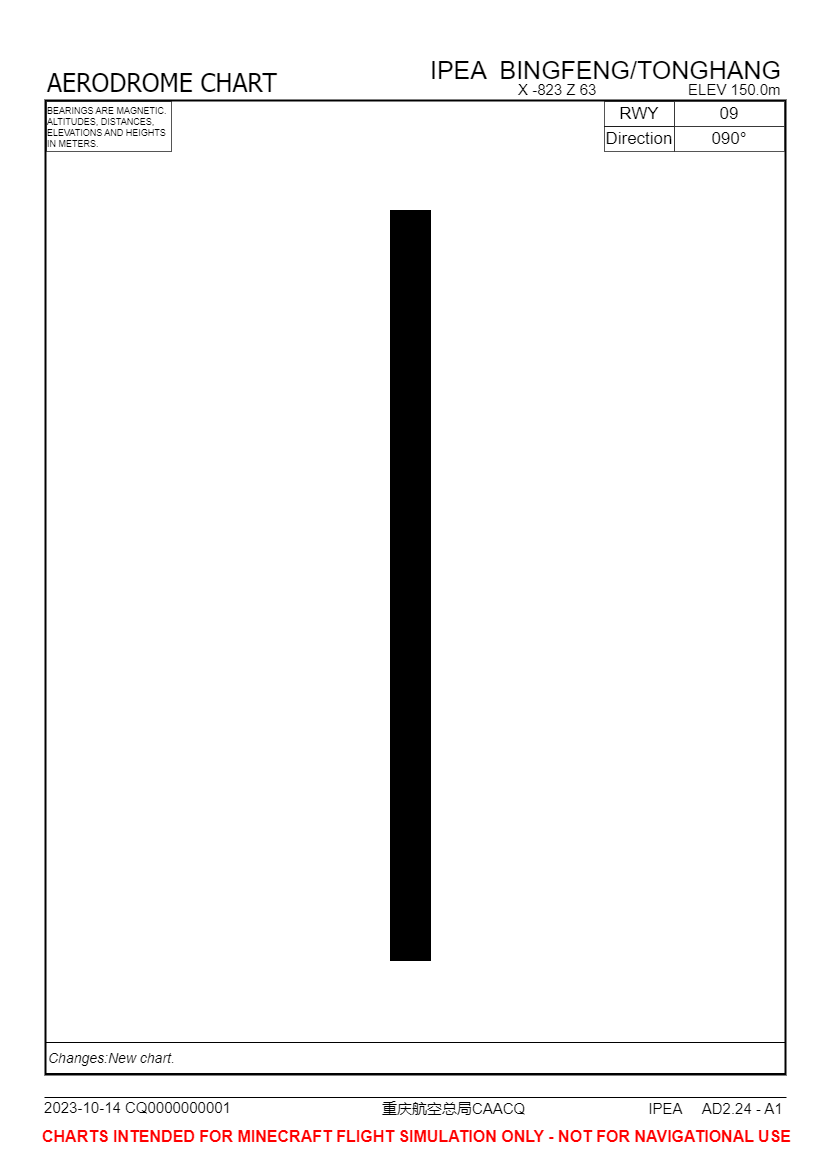 AERODROME CHART
IPEA BINGFENG/TONGHANG
X -823 Z 63
ELEV 150.0m
BEARINGS ARE MAGNETIC.
ALTITUDES, DISTANCES,
ELEVATIONS AND HEIGHTS
IN METERS.
RWY 09
Direction 090°
Changes:New chart.
2023-10-14 CQ0000000001 重庆航空总局CAACQ IPEA AD2.24 - A1
CHARTS INTENDED FOR MINECRAFT FLIGHT SIMULATION ONLY - NOT FOR NAVIGATIONAL USE